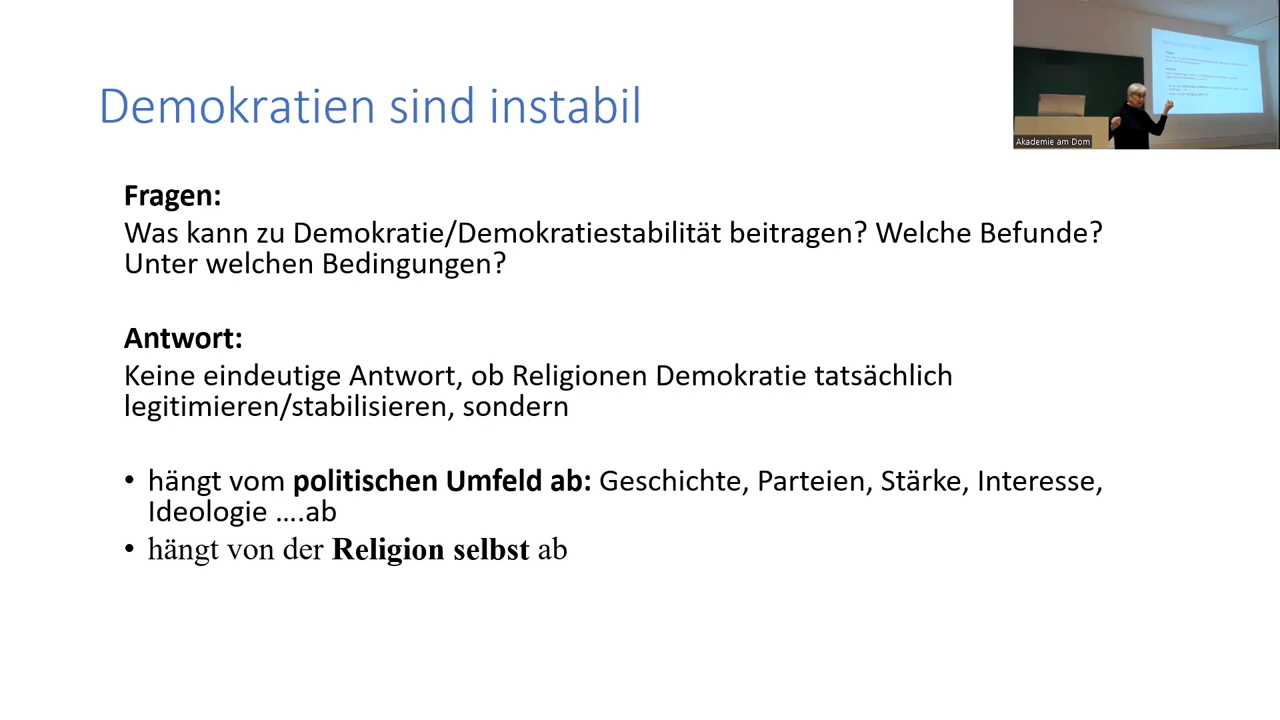 Demokratien sind instabil
Akademie am Dom
Fragen:
Was kann zu Demokratie/Demokratiestabilität beitragen? Welche Befunde?
Unter welchen Bedingungen?
Antwort:
Keine eindeutige Antwort, ob Religionen Demokratie tatsächlich
legitimieren/stabilisieren, sondern
• hängt vom politischen Umfeld ab: Geschichte, Parteien, Stärke, Interesse,
Ideologie ….ab
• hängt von der Religion selbst ab